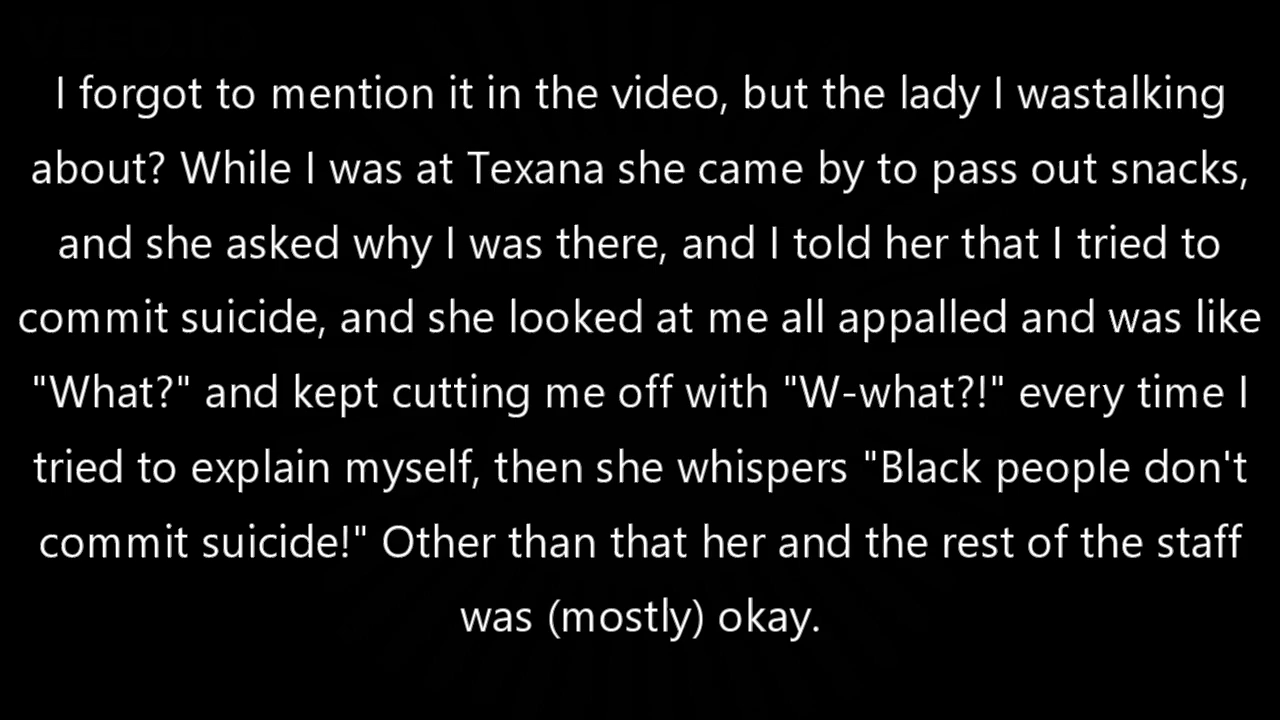 I forgot to mention it in the video, but the lady I wastalking
about? While I was at Texana she came by to pass out snacks,
and she asked why I was there, and I told her that I tried to
commit suicide, and she looked at me all appalled and was like
"What?" and kept cutting me off with "W-what?!" every time I
tried to explain myself, then she whispers "Black people don't
commit suicide!" Other than that her and the rest of the staff
was (mostly) okay.